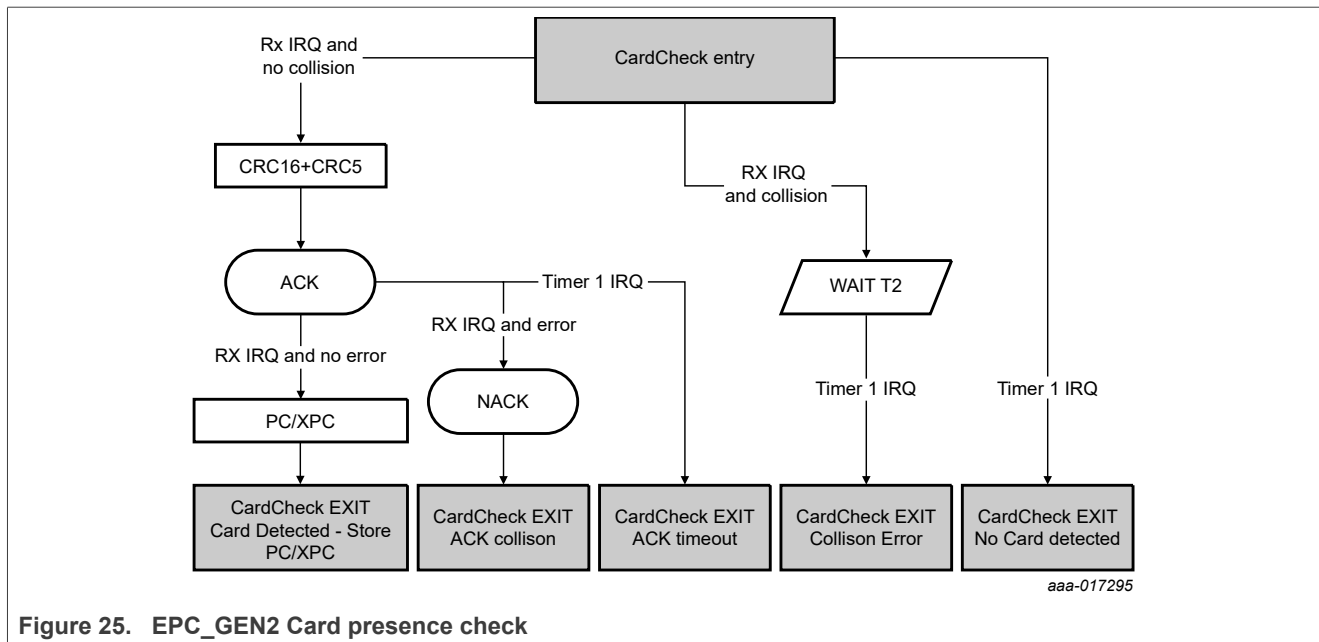 Rx IRQ and
no collision
CardCheck entry
CRC16+CRC5
RX IRQ
and collision
ACK
Timer 1 IRQ
WAIT T2
RX IRQ and error
RX IRQ and no error
Timer 1 IRQ
Timer 1 IRQ
PC/XPC
NACK
CardCheck EXIT
Card Detected - Store
PC/XPC
CardCheck EXIT
ACK collison
CardCheck EXIT
ACK timeout
CardCheck EXIT
Collison Error
CardCheck EXIT
No Card detected
aaa-017295
Figure 25. EPC_GEN2 Card presence check